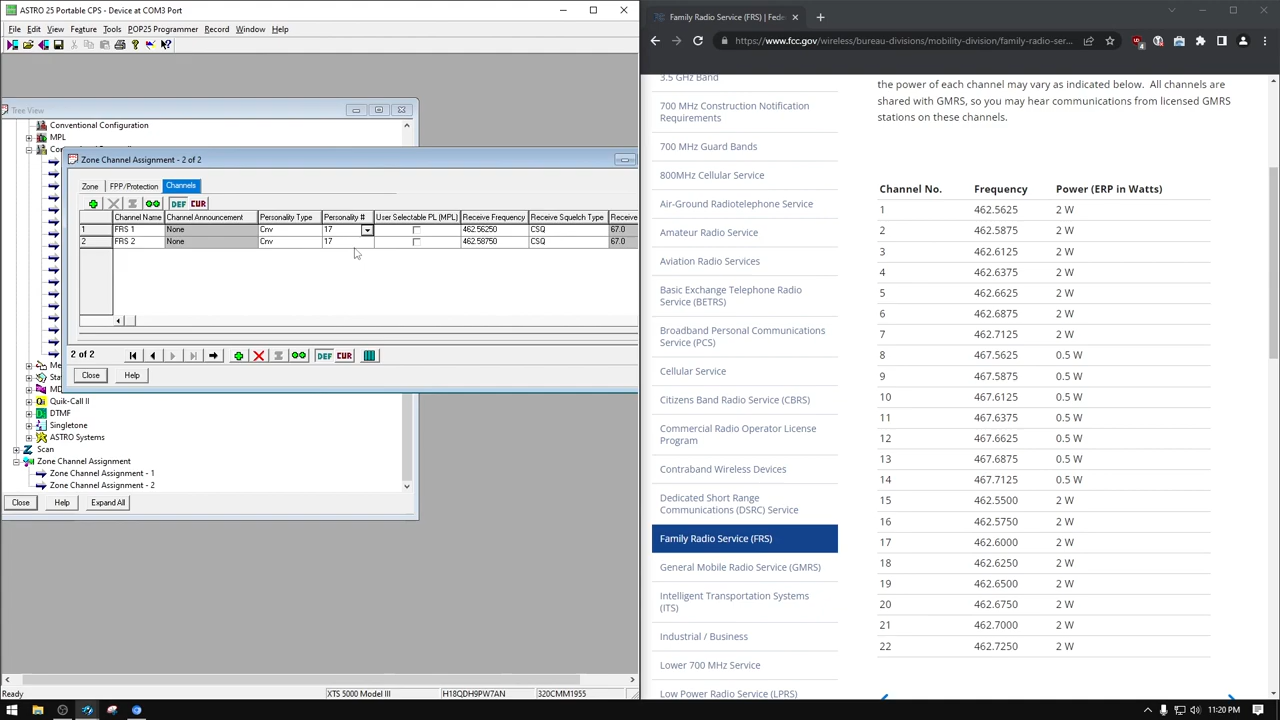 ASTRO 25 Portable CPS - Device at COM3 Port
File Edit View Feature Tools POP25 Programmer Record Window Help
Tree View
Conventional Configuration
MPL
Zone Channel Assignment - 2 of 2
Zone FPP/Protection Channels
DEF CUR
Channel Name Channel Announcement Personality Type Personality # User Selectable PL (MPL) Receive Frequency Receive Squelch Type Receive
1 FRS 1 None Cnv 17 462.56250 CSQ 67.0
2 FRS 2 None Cnv 17 462.58750 CSQ 67.0
2 of 2 DEF CUR
Close Help
Quik-Call II
DTMF
Singletone
ASTRO Systems
Scan
Zone Channel Assignment
Zone Channel Assignment - 1
Zone Channel Assignment - 2
Close Help Expand All
Ready XTS 5000 Model III H18QDH9PW7AN 320CMM1955
Family Radio Service (FRS) | Fede
https://www.fcc.gov/wireless/bureau-divisions/mobility-division/family-radio-ser...
3.5 GHz Band
700 MHz Construction Notification
Requirements
700 MHz Guard Bands
800MHz Cellular Service
Air-Ground Radiotelephone Service
Amateur Radio Service
Aviation Radio Services
Basic Exchange Telephone Radio
Service (BETRS)
Broadband Personal Communications
Service (PCS)
Cellular Service
Citizens Band Radio Service (CBRS)
Commercial Radio Operator License
Program
Contraband Wireless Devices
Dedicated Short Range
Communications (DSRC) Service
Family Radio Service (FRS)
General Mobile Radio Service (GMRS)
Intelligent Transportation Systems
(ITS)
Industrial / Business
Lower 700 MHz Service
Low Power Radio Service (LPRS)
the power of each channel may vary as indicated below. All channels are
shared with GMRS, so you may hear communications from licensed GMRS
stations on these channels.
Channel No. Frequency Power (ERP in Watts)
1 462.5625 2 W
2 462.5875 2 W
3 462.6125 2 W
4 462.6375 2 W
5 462.6625 2 W
6 462.6875 2 W
7 462.7125 2 W
8 467.5625 0.5 W
9 467.5875 0.5 W
10 467.6125 0.5 W
11 467.6375 0.5 W
12 467.6625 0.5 W
13 467.6875 0.5 W
14 467.7125 0.5 W
15 462.5500 2 W
16 462.5750 2 W
17 462.6000 2 W
18 462.6250 2 W
19 462.6500 2 W
20 462.6750 2 W
21 462.7000 2 W
22 462.7250 2 W
11:20 PM